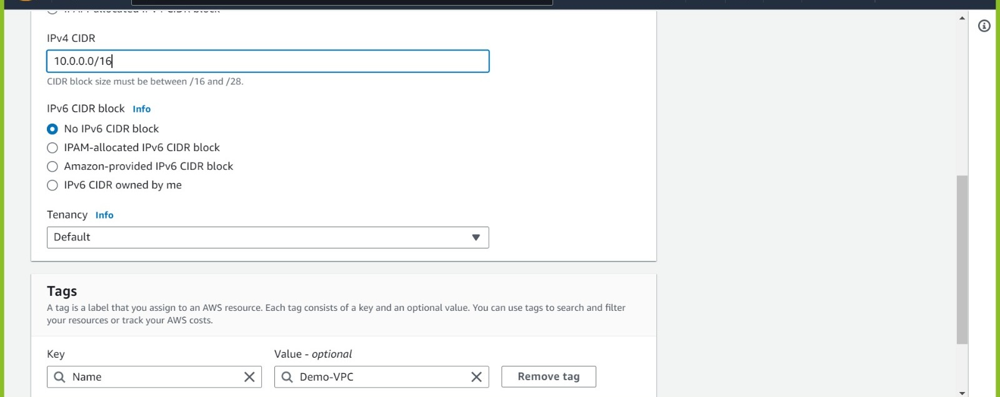 IPAM-allocated IPv4 CIDR block
IPv4 CIDR
10.0.0.0/16
CIDR block size must be between /16 and /28.
IPv6 CIDR block Info
No IPv6 CIDR block
IPAM-allocated IPv6 CIDR block
Amazon-provided IPv6 CIDR block
IPv6 CIDR owned by me
Tenancy Info
Default
Tags
A tag is a label that you assign to an AWS resource. Each tag consists of a key and an optional value. You can use tags to search and filter
your resources or track your AWS costs.
Key Value - optional
Name Demo-VPC Remove tag